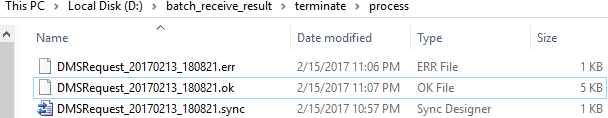 This PC > Local Disk (D:) > batch_receive_result > terminate > process
Name Date modified Type Size
DMSRequest_20170213_180821.err 2/15/2017 11:06 PM ERR File 1 KB
DMSRequest_20170213_180821.ok 2/15/2017 11:07 PM OK File 5 KB
DMSRequest_20170213_180821.sync 2/15/2017 10:57 PM Sync Designer 1 KB